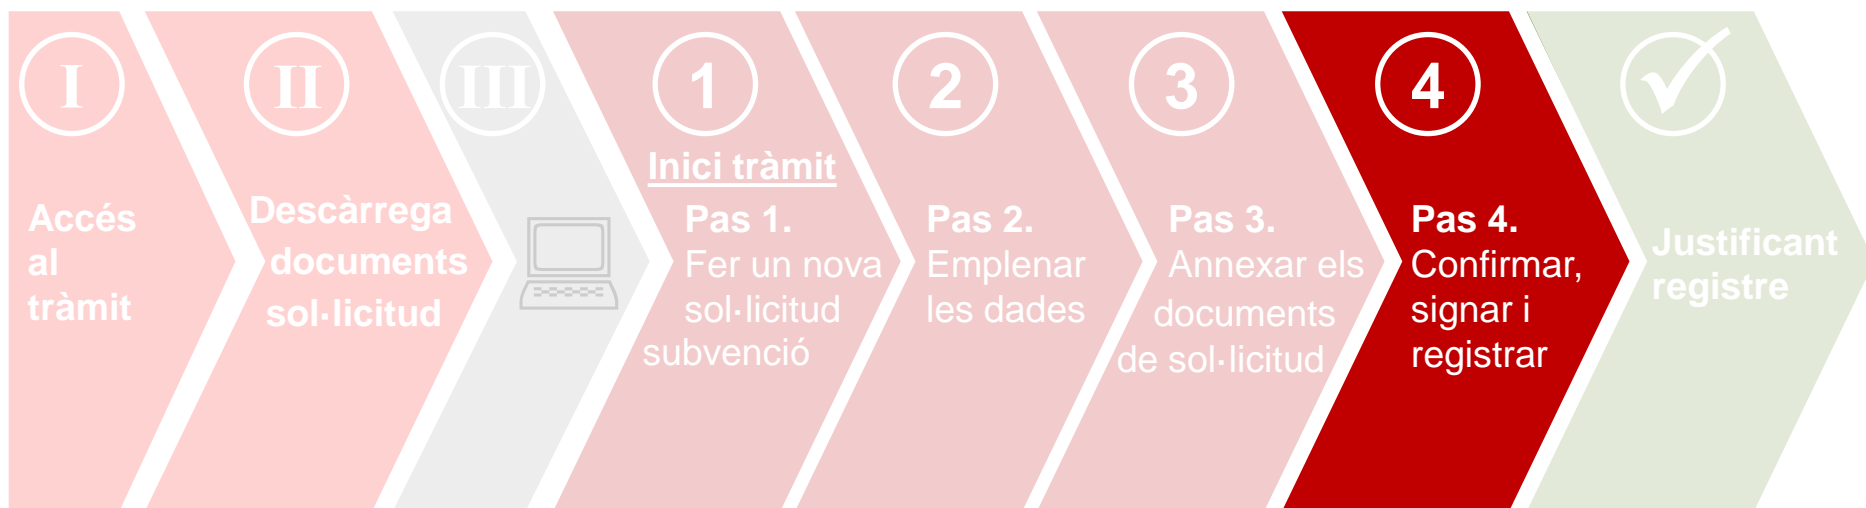 I
Accés
al
tràmit
II
Descàrrega
documents
sol·licitud
III
1
Inici tràmit
Pas 1.
Fer un nova
sol·licitud
subvenció
2
Pas 2.
Emplenar
les dades
3
Pas 3.
Annexar els
documents
de sol·licitud
4
Pas 4.
Confirmar,
signar i
registrar
Justificant
registre